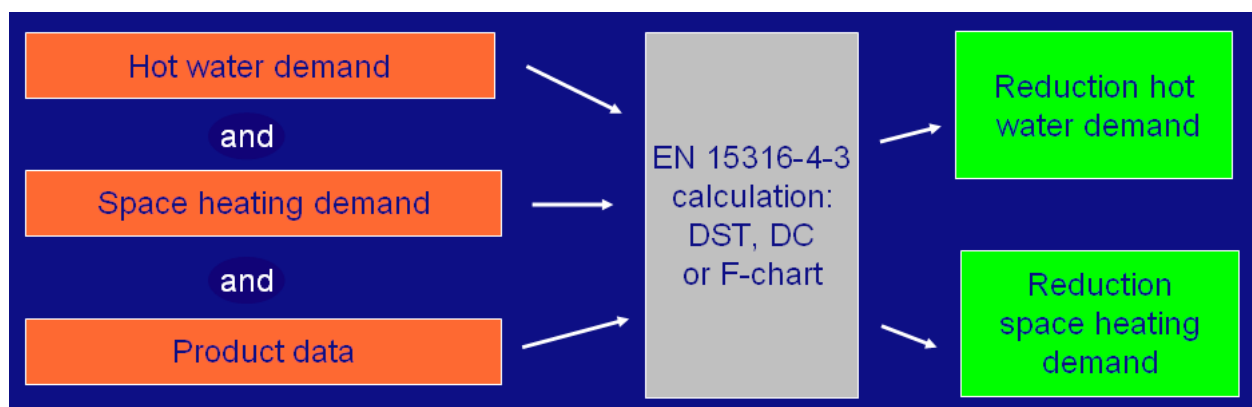 Hot water demand
and
Space heating demand
and
Product data
EN 15316-4-3
calculation:
DST, DC
or F-chart
Reduction hot
water demand
Reduction
space heating
demand